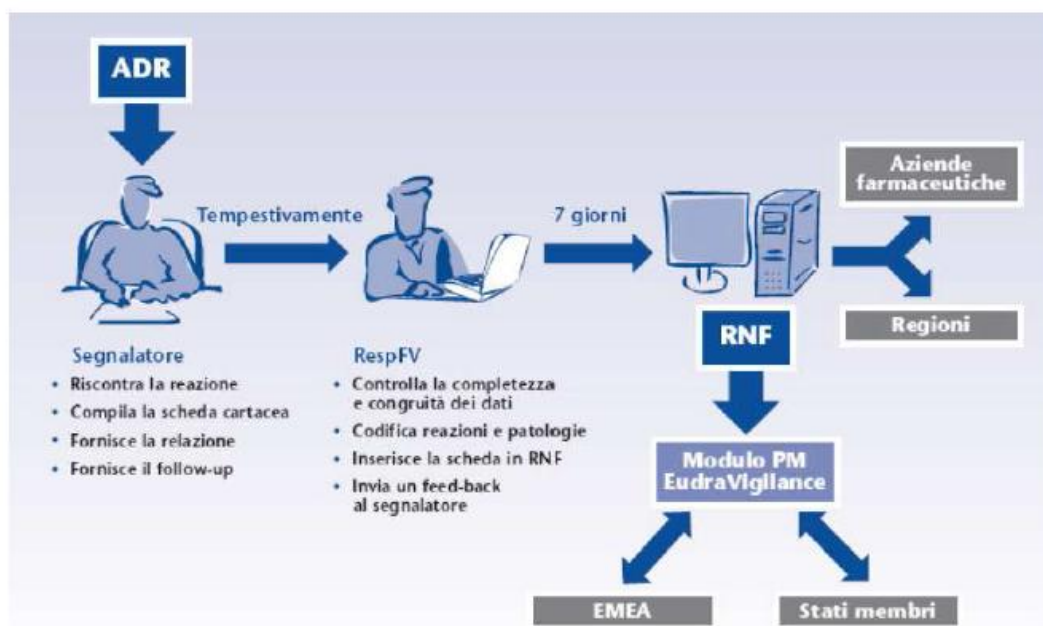 ADR
Tempestivamente
7 giorni
Aziende
farmaceutiche
Regioni
RNF
Segnalatore
• Riscontra la reazione
• Compila la scheda cartacea
• Fornisce la relazione
• Fornisce il follow-up
RespFV
• Controlla la completezza
e congruità dei dati
• Codifica reazioni e patologie
• Inserisce la scheda in RNF
• Invia un feed-back
al segnalatore
Modulo PM
EudraVigilance
EMEA
Stati membri